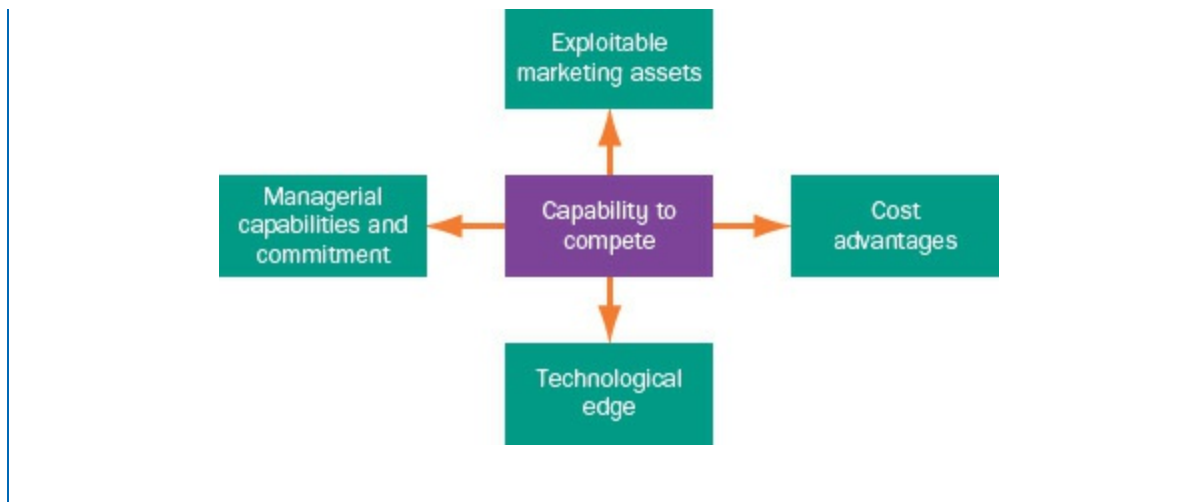 Exploitable
marketing assets
Managerial
capabilities and
commitment
Capability to
compete
Cost
advantages
Technological
edge